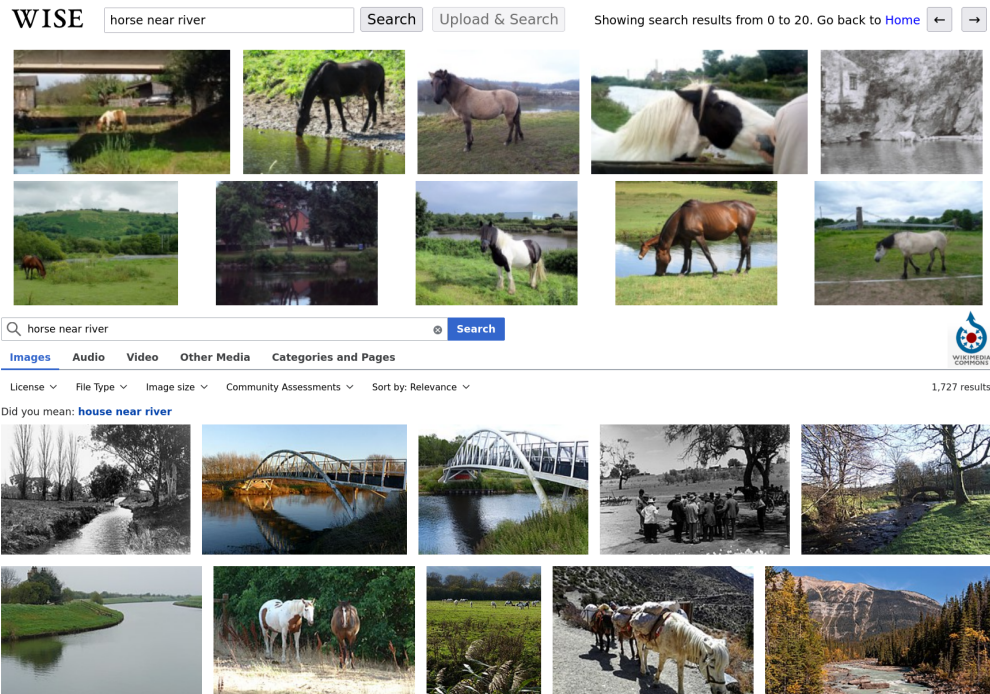 WISE horse near river Search Upload & Search Showing search results from 0 to 20. Go back to Home ← →
horse near river Search
WIKIMEDIA
COMMONS
Images Audio Video Other Media Categories and Pages
License File Type Image size Community Assessments Sort by: Relevance 1,727 results
Did you mean: house near river